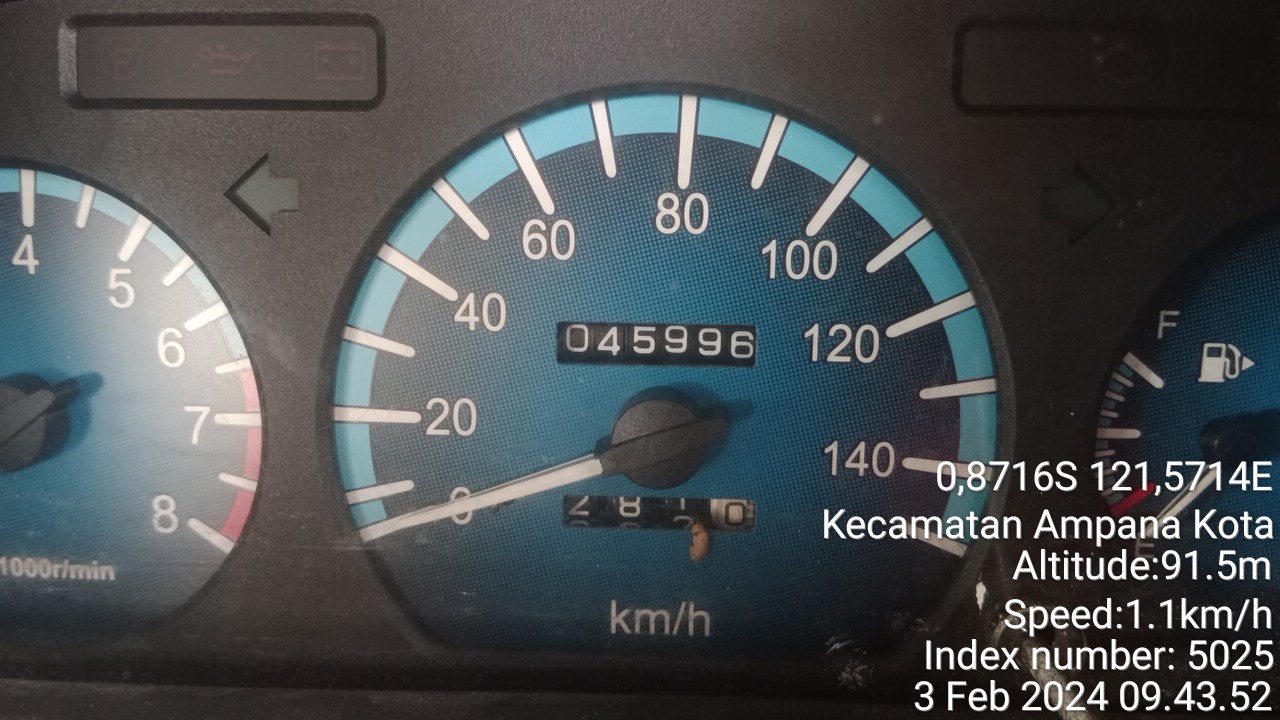 P
4
5
6
7
8
1000r/min
0
20
40
60
80
100
120
140
045996
km/h
F
E
0,8716S 121,5714E
Kecamatan Ampana Kota
Altitude:91.5m
Speed:1.1km/h
Index number: 5025
3 Feb 2024 09.43.52